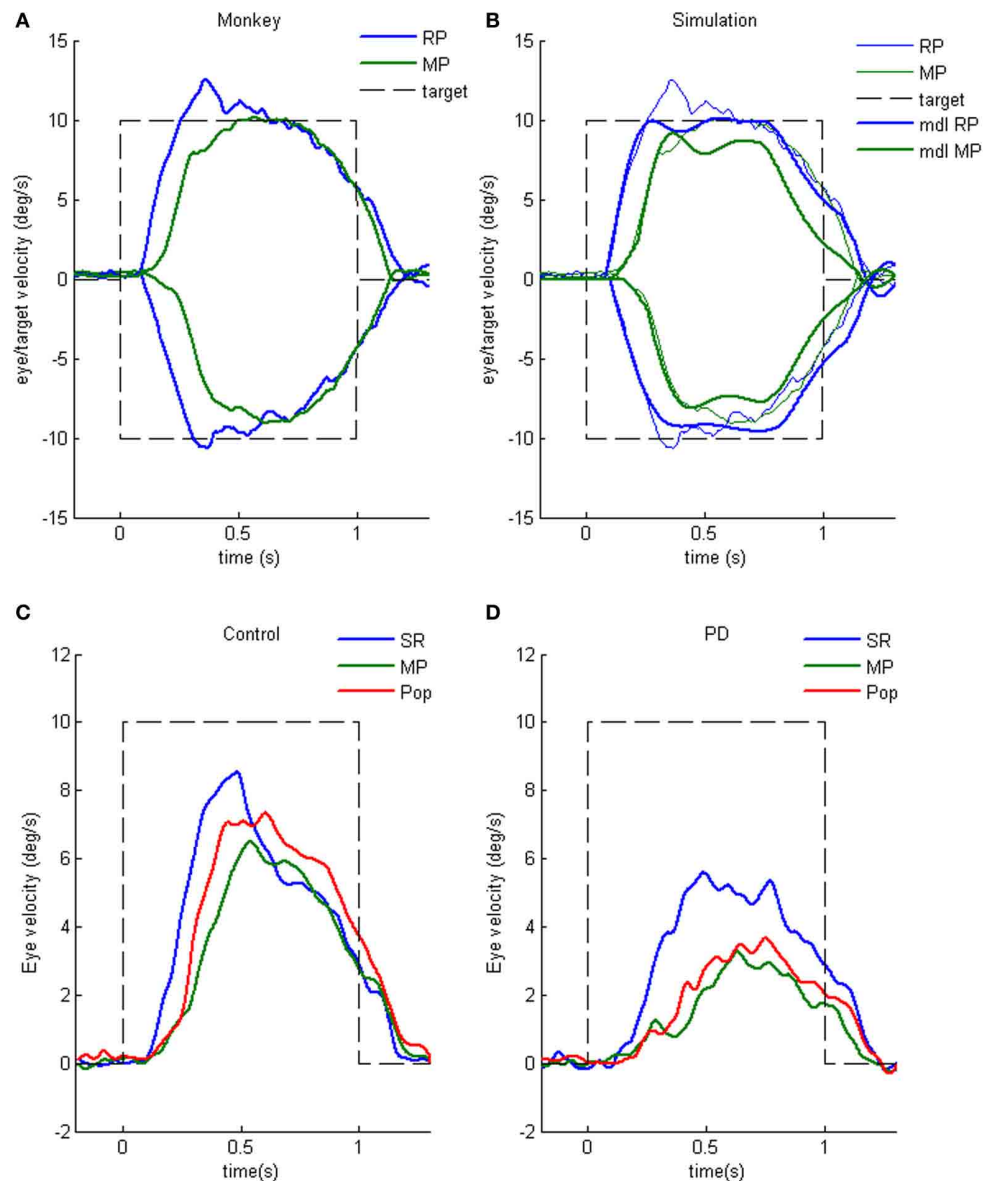 A
Monkey
RP
MP
target
15
10
5
0
-5
-10
-15
eye/target velocity (deg/s)
0
0.5
1
time (s)
B
Simulation
RP
MP
target
mdl RP
mdl MP
15
10
5
0
-5
-10
-15
eye/target velocity (deg/s)
0
0.5
1
time (s)
C
Control
SR
MP
Pop
12
10
8
6
4
2
0
-2
Eye velocity (deg/s)
0
0.5
1
time(s)
D
PD
SR
MP
Pop
12
10
8
6
4
2
0
-2
Eye velocity (deg/s)
0
0.5
1
time(s)